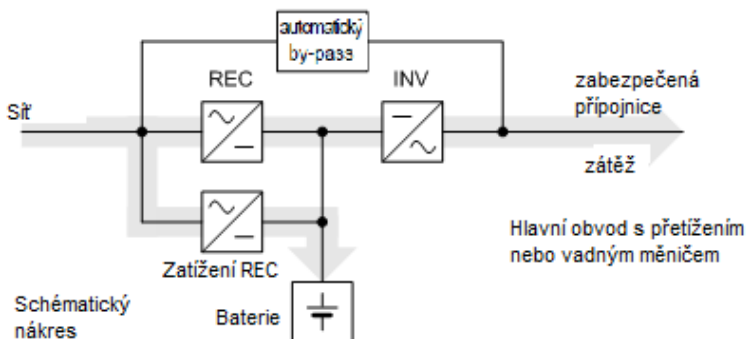 automatický
by-pass
REC
INV
zabezpečená
přípojnice
Síť
zátěž
Hlavní obvod s přetížením
nebo vadným měničem
Zatížení REC
Schématický
nákres
Baterie